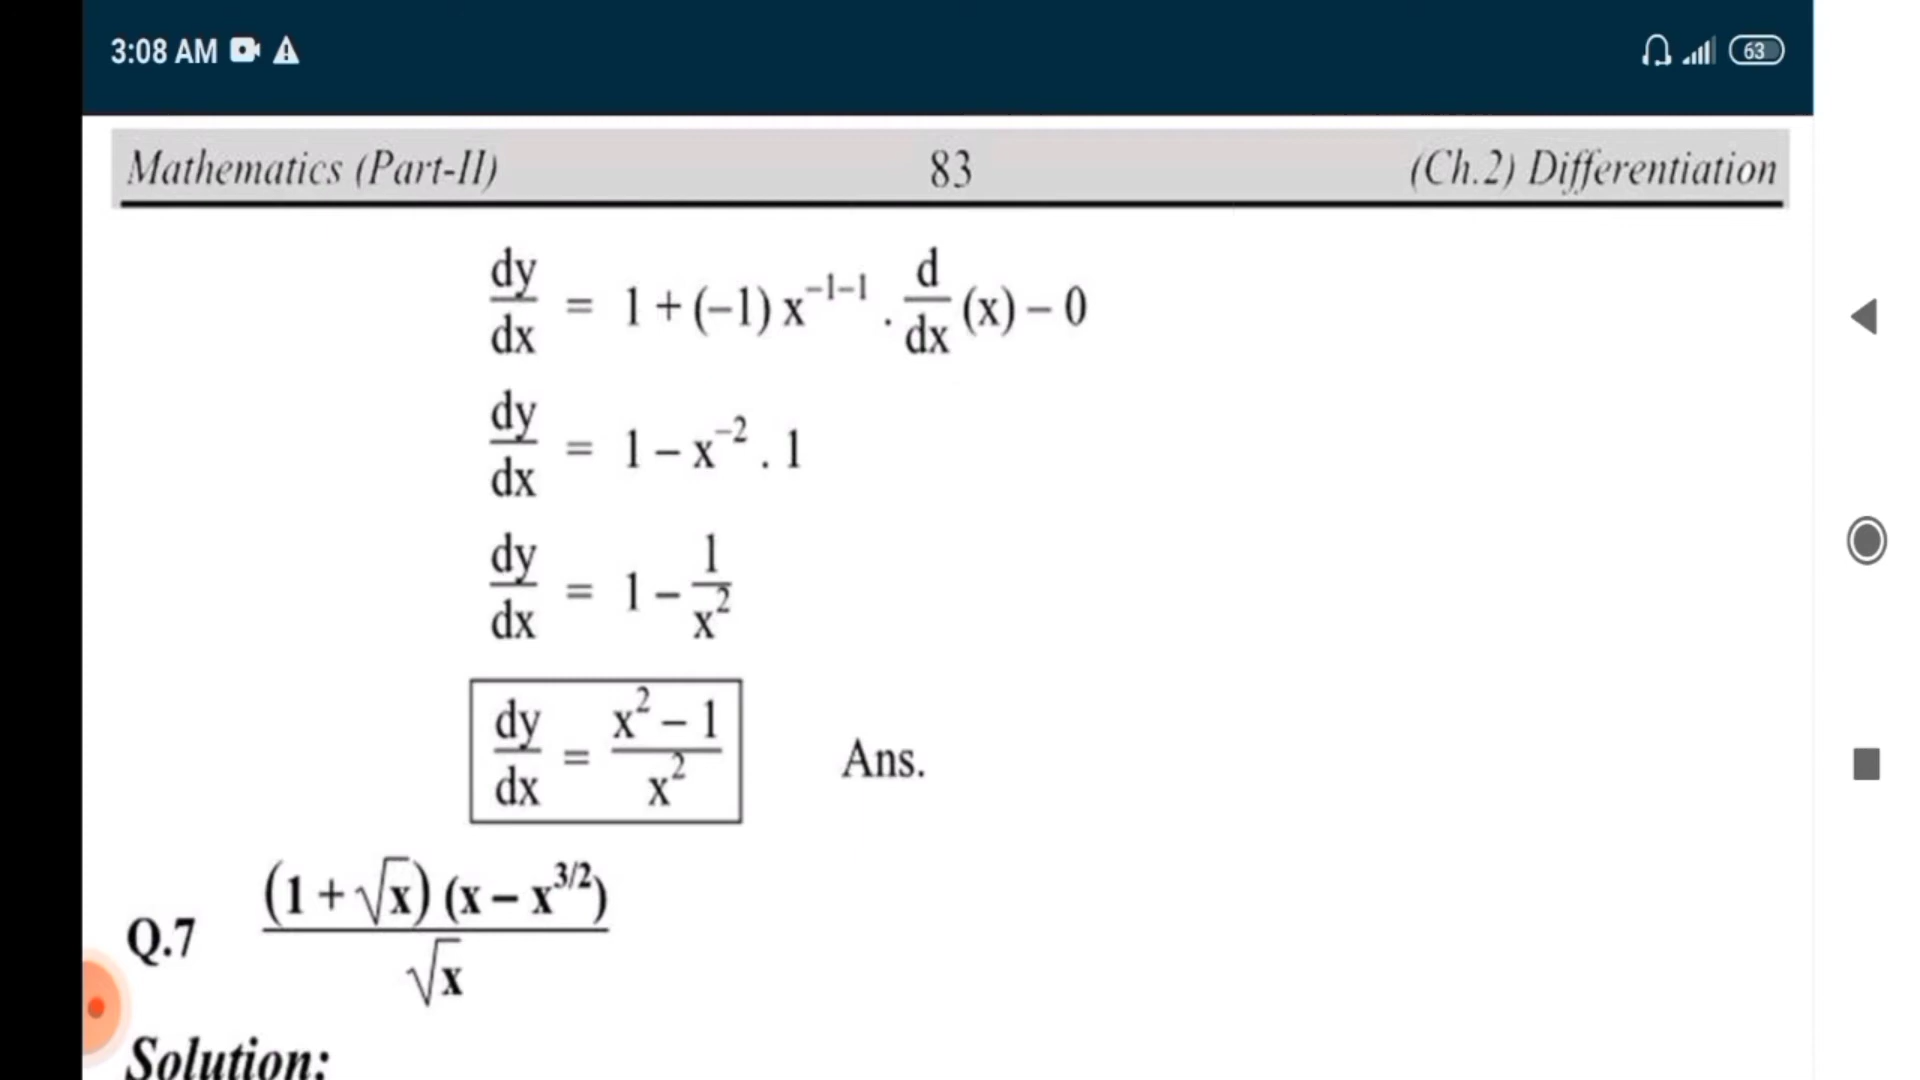 3:08 AM 63
Mathematics (Part-II) 83 (Ch.2) Differentiation
dy/dx = 1 + (–1) x^–1–1 . d/dx (x) – 0
dy/dx = 1 – x^–2 . 1
dy/dx = 1 – 1/x^2
dy/dx = x^2 – 1/x^2 Ans.
Q.7 (1 + √x) (x – x^3/2)/√x
Solution: